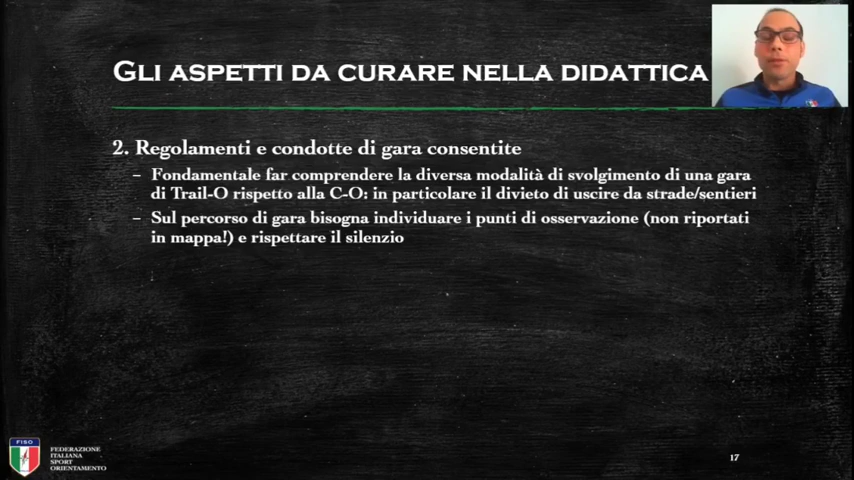 GLI ASPETTI DA CURARE NELLA DIDATTICA
2. Regolamenti e condotte di gara consentite
– Fondamentale far comprendere la diversa modalità di svolgimento di una gara
di Trail-O rispetto alla C-O: in particolare il divieto di uscire da strade/sentieri
– Sul percorso di gara bisogna individuare i punti di osservazione (non riportati
in mappa!) e rispettare il silenzio
FISO
FEDERAZIONE
ITALIANA
SPORT
ORIENTAMENTO
17